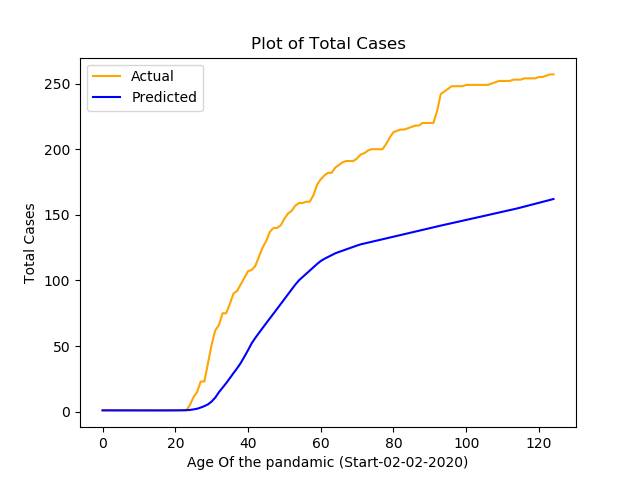 Plot of Total Cases
Actual
Predicted
250
200
150
100
50
0
Total Cases
0 20 40 60 80 100 120
Age Of the pandamic (Start-02-02-2020)